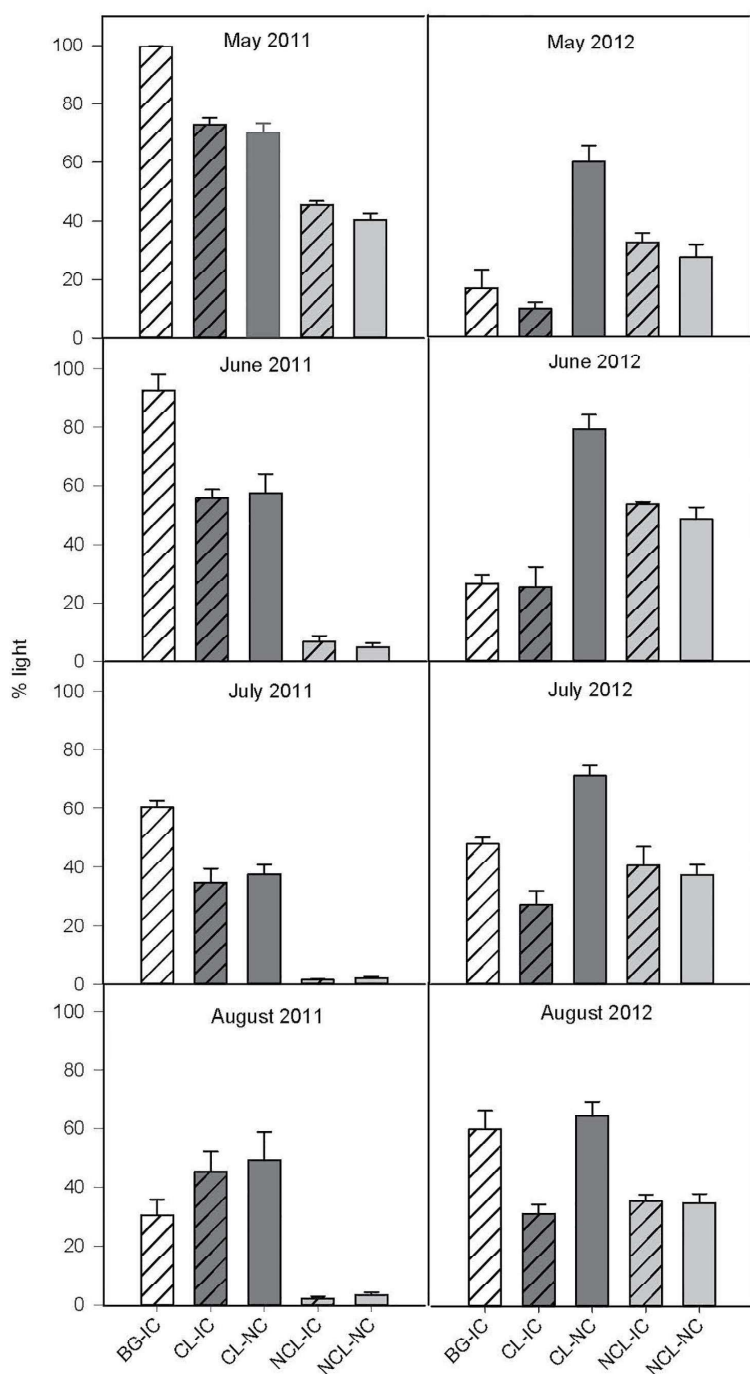 May 2011
May 2012
100
80
60
40
20
0
June 2011
June 2012
100
80
60
40
20
0
% light
July 2011
July 2012
100
80
60
40
20
0
August 2011
August 2012
100
80
60
40
20
0
BG-IC
CL-IC
CL-NC
NCL-IC
NCL-NC
BG-IC
CL-IC
CL-NC
NCL-IC
NCL-NC